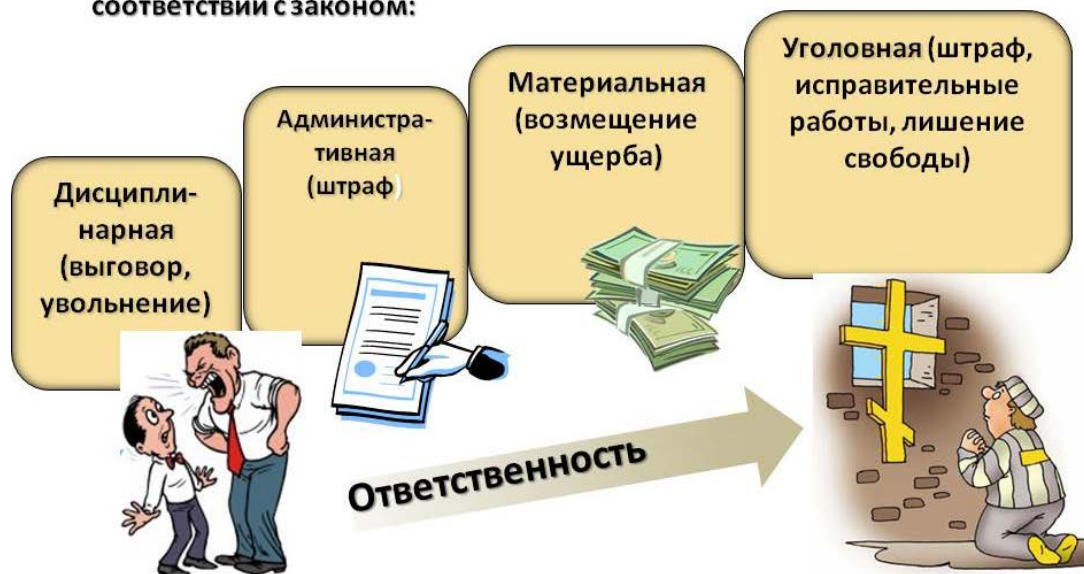 соответствии с законом:
Дисципли-
нарная
(выговор,
увольнение)
Администра-
тивная
(штраф)
Материальная
(возмещение
ущерба)
Уголовная (штраф,
исправительные
работы, лишение
свободы)
Ответственность